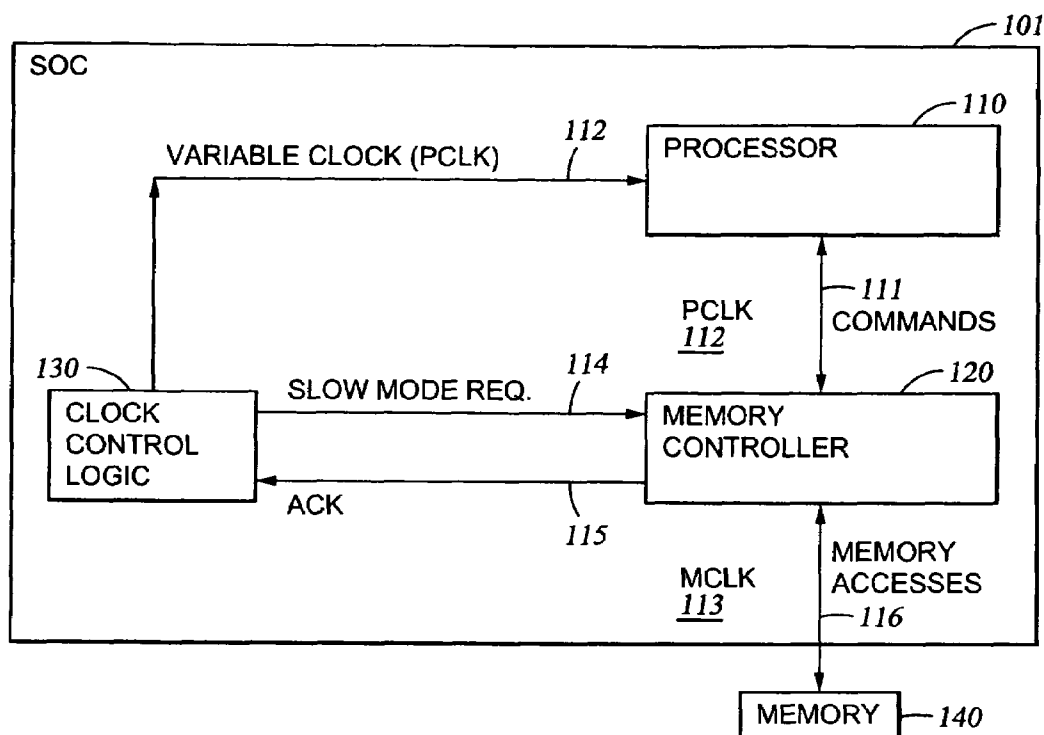 101
SOC
110
112
PROCESSOR
VARIABLE CLOCK (PCLK)
111
PCLK
COMMANDS
112
130
114
120
SLOW MODE REQ.
CLOCK
CONTROL
LOGIC
MEMORY
CONTROLLER
ACK
115
MEMORY
ACCESSES
MCLK
113
116
MEMORY
140